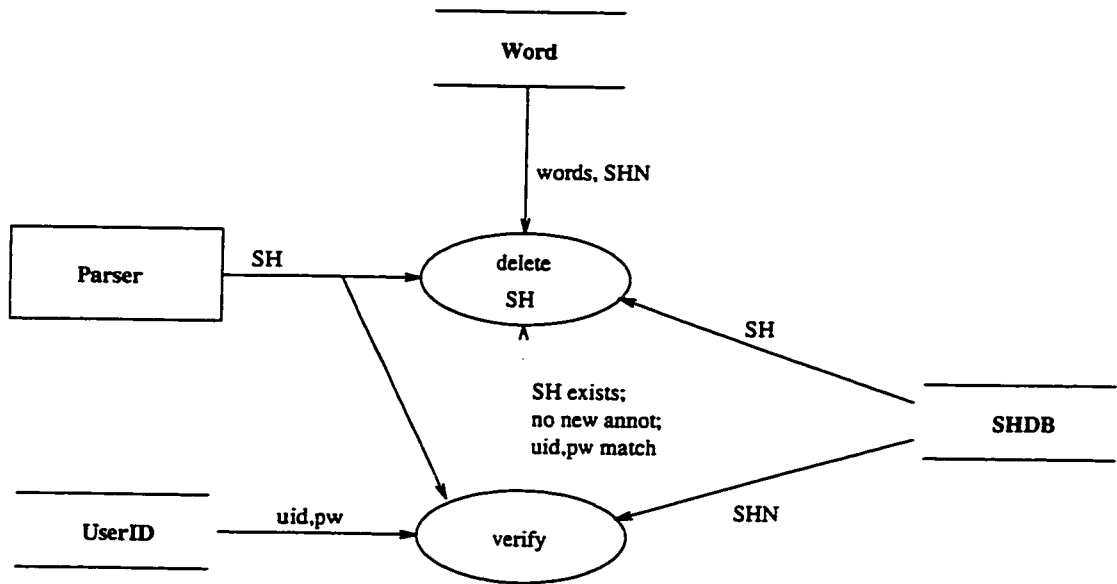 Word
words, SHN
Parser
SH
delete
SH
SH
SH exists;
no new annot;
uid,pw match
SHDB
UserID
uid,pw
verify
SHN